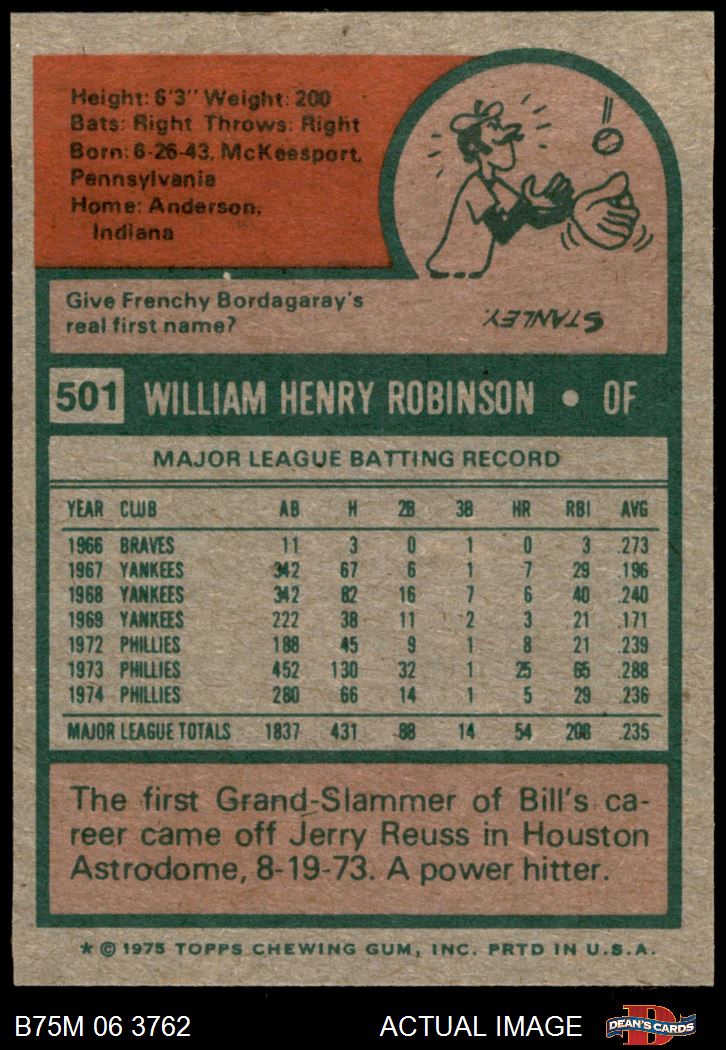 Height: 6'3" Weight: 200
Bats: Right Throws: Right
Born: 6-26-43, McKeesport,
Pennsylvania
Home: Anderson,
Indiana
Give Frenchy Bordagaray's
real first name?
STANLEY.
501 WILLIAM HENRY ROBINSON • OF
MAJOR LEAGUE BATTING RECORD
YEAR CLUB AB H 2B 3B HR RBI AVG
1966 BRAVES 11 3 0 1 0 3 .273
1967 YANKEES 342 67 6 1 7 29 .196
1968 YANKEES 342 82 16 7 6 40 .240
1969 YANKEES 222 38 11 2 3 21 .171
1972 PHILLIES 188 45 9 1 8 21 .239
1973 PHILLIES 452 130 32 1 25 65 .288
1974 PHILLIES 280 66 14 1 5 29 .236
MAJOR LEAGUE TOTALS 1837 431 88 14 54 208 .235
The first Grand-Slammer of Bill's ca-
reer came off Jerry Reuss in Houston
Astrodome, 8-19-73. A power hitter.
* © 1975 TOPPS CHEWING GUM, INC. PRTD IN U.S.A.
B75M 06 3762 ACTUAL IMAGE DEAN'S CARDS